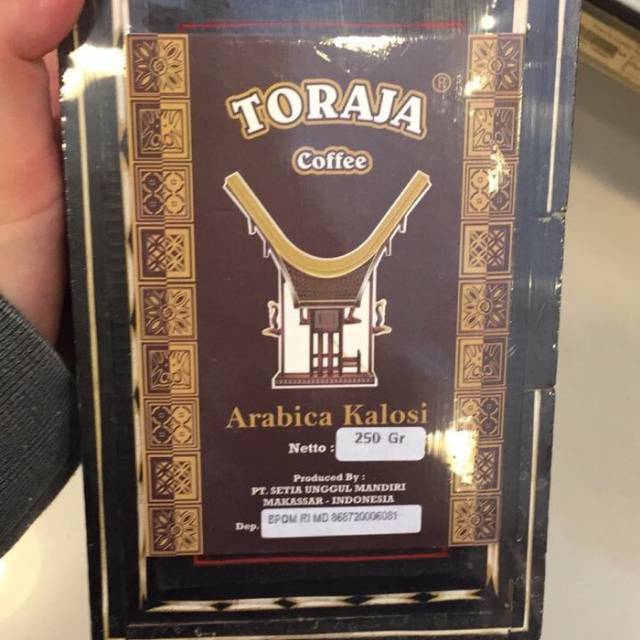 TORAJA ®
Coffee
Arabica Kalosi
Netto : 250 Gr
Produced By :
PT. SETIA UNGGUL MANDIRI
MAKASSAR - INDONESIA
Dep. BPOM RI MD 868720006081